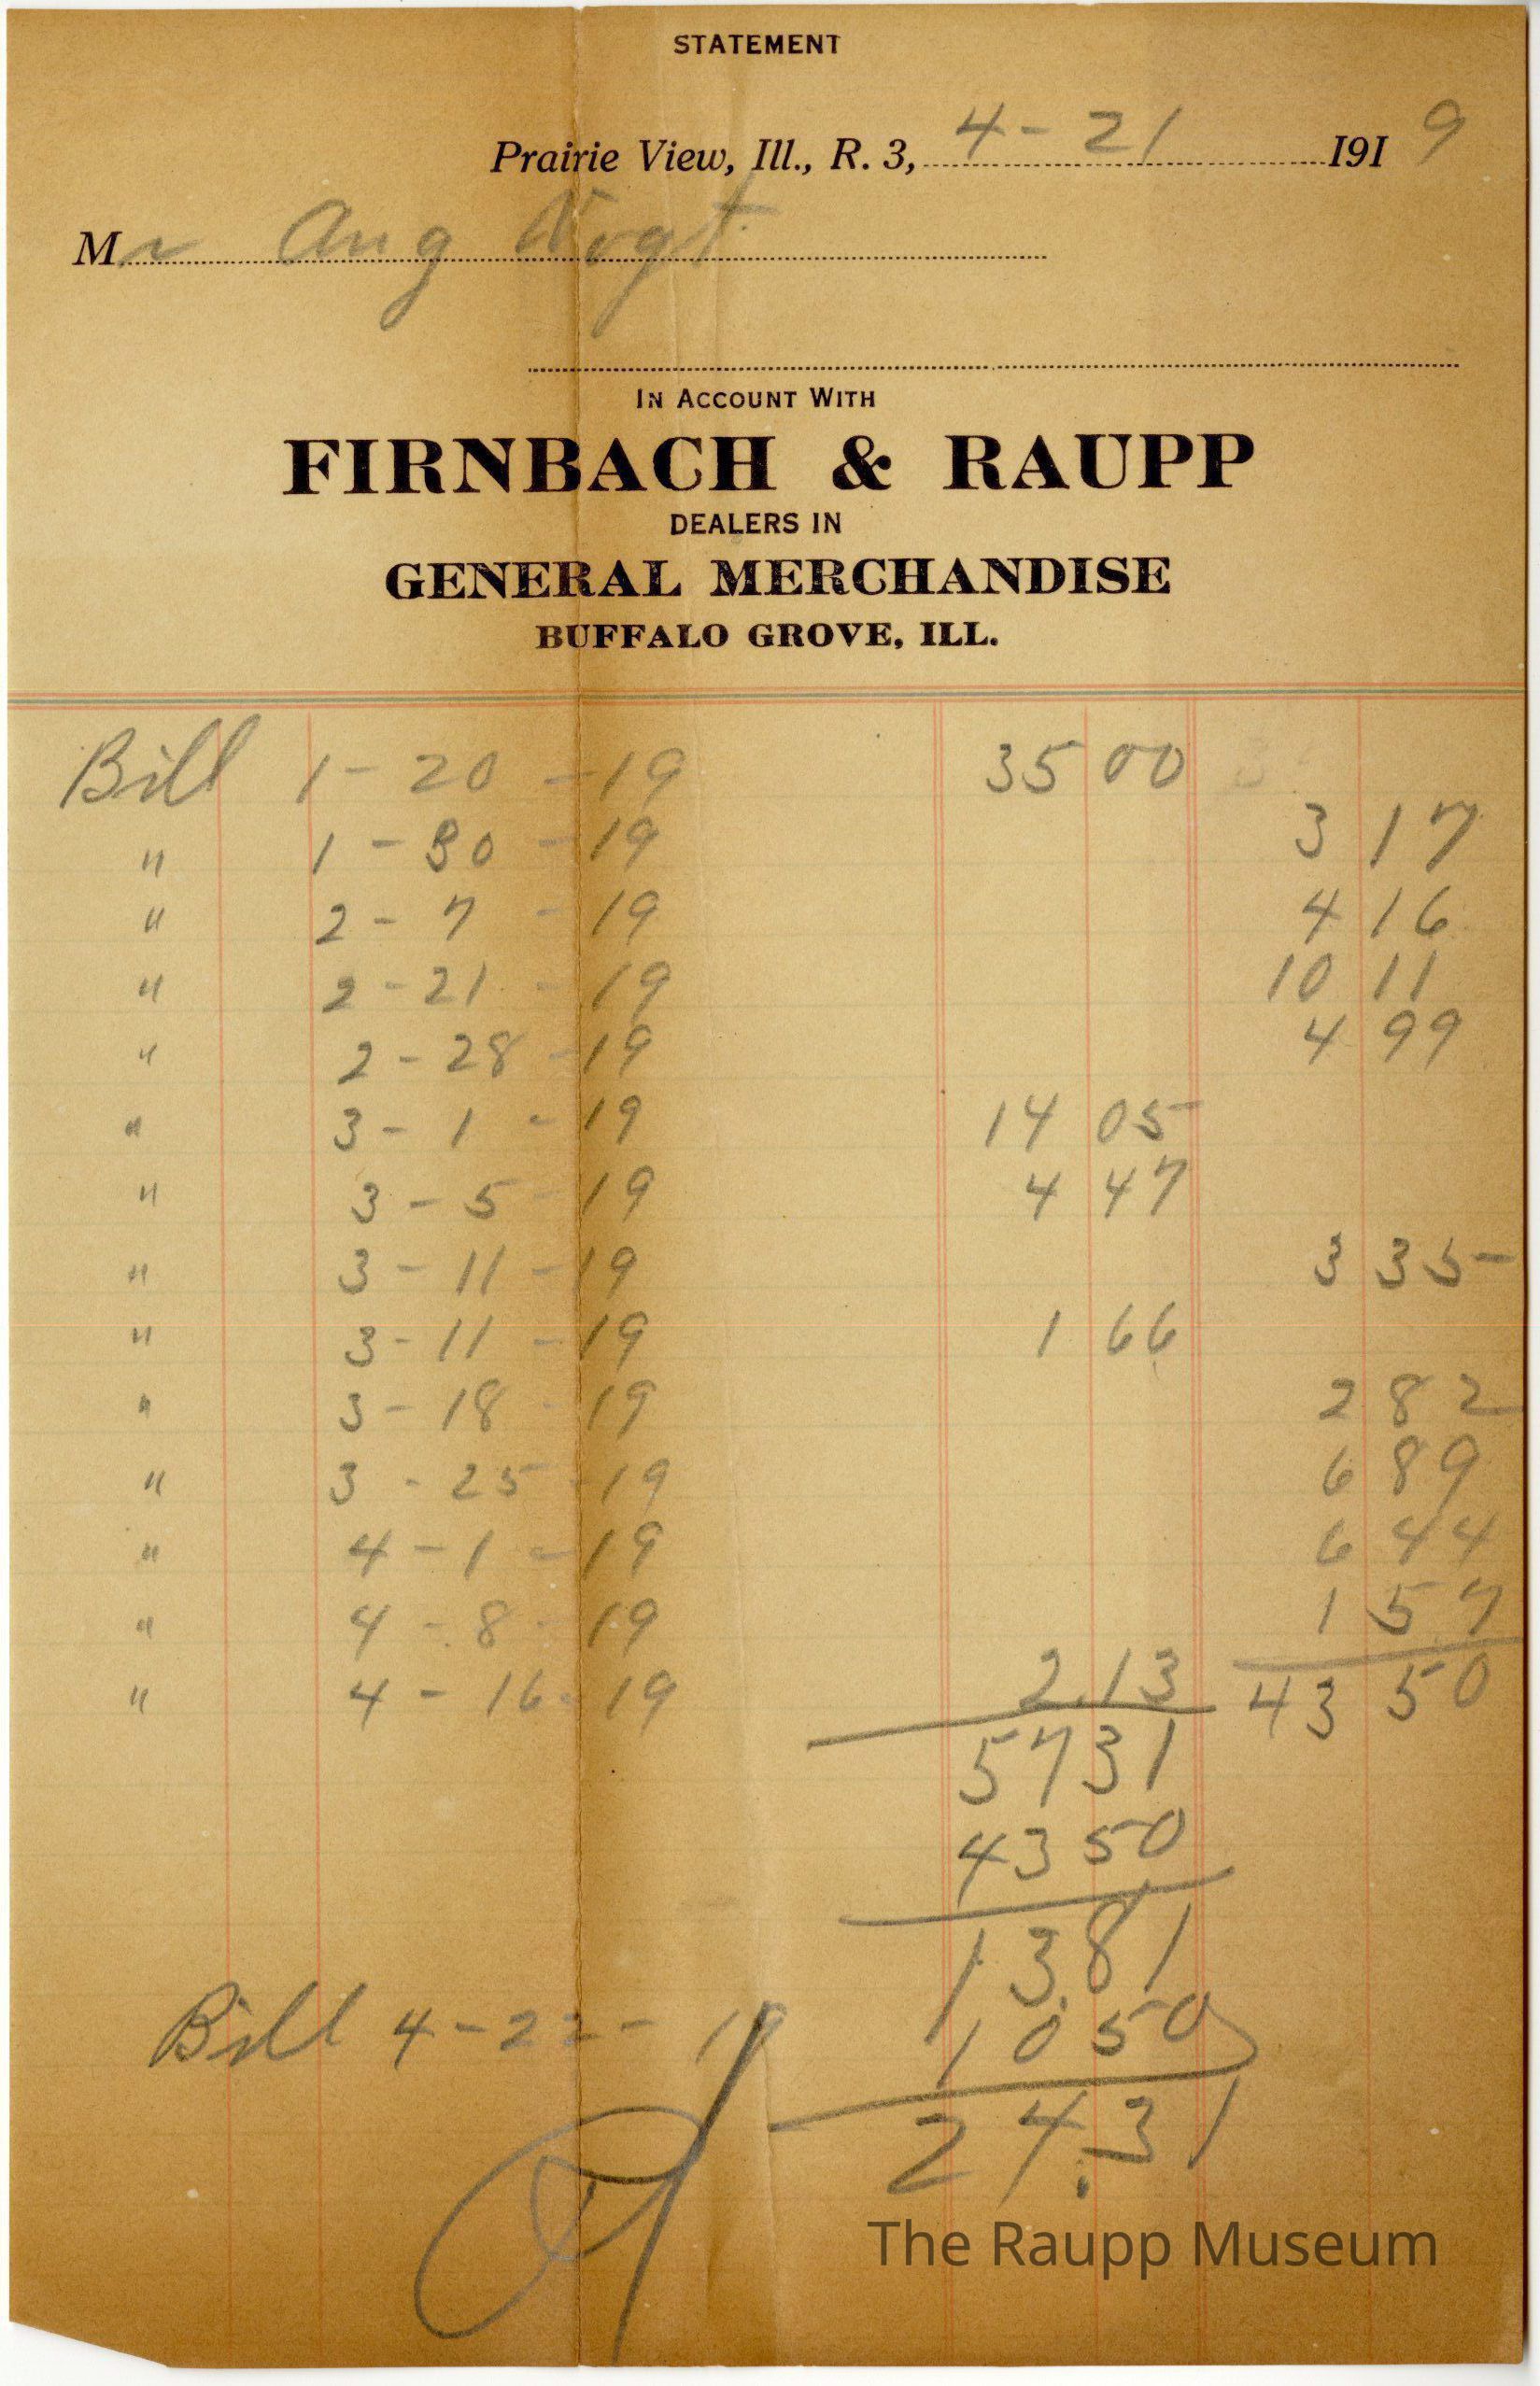 STATEMENT
Prairie View, Ill., R. 3, 4-21 1919
Mr Aug Vogt
In Account With
FIRNBACH & RAUPP
DEALERS IN
GENERAL MERCHANDISE
BUFFALO GROVE, ILL.
Bill 1-20-19 35 00
" 1-30-19 3 17
" 2-7-19 4 16
" 2-21-19 10 11
" 2-28-19 4 99
" 3-1-19 14 05
" 3-5-19 4 47
" 3-11-19 3 35
" 3-11-19 1 66
" 3-18-19 2 82
" 3-25-19 6 89
" 4-1-19 6 44
" 4-8-19 1 57
" 4-16-19 2.13 43 50
57 31
43 50
13.81
Bill 4-22-19 10 50
24.31
The Raupp Museum